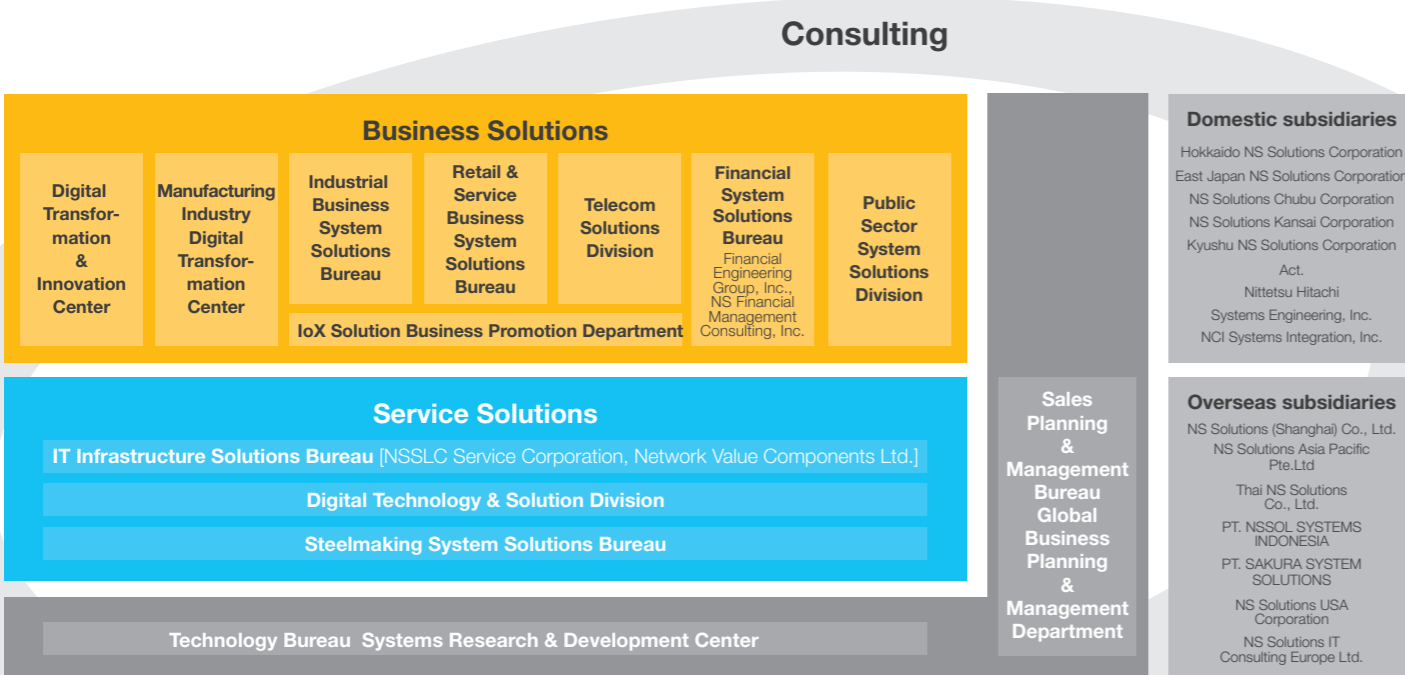 Consulting
Business Solutions
Digital
Transfor-
mation
&
Innovation
Center
Manufacturing
Industry
Digital
Transfor-
mation
Center
Industrial
Business
System
Solutions
Bureau
Retail &
Service
Business
System
Solutions
Bureau
Telecom
Solutions
Division
IoX Solution Business Promotion Department
Financial
System
Solutions
Bureau
Financial
Engineering
Group, Inc.,
NS Financial
Management
Consulting, Inc.
Public
Sector
System
Solutions
Division
Service Solutions
IT Infrastructure Solutions Bureau [NSSLC Service Corporation, Network Value Components Ltd.]
Digital Technology & Solution Division
Steelmaking System Solutions Bureau
Technology Bureau Systems Research & Development Center
Sales
Planning
&
Management
Bureau
Global
Business
Planning
&
Management
Department
Domestic subsidiaries
Hokkaido NS Solutions Corporation
East Japan NS Solutions Corporation
NS Solutions Chubu Corporation
NS Solutions Kansai Corporation
Kyushu NS Solutions Corporation
Act.
Nittetsu Hitachi
Systems Engineering, Inc.
NCI Systems Integration, Inc.
Overseas subsidiaries
NS Solutions (Shanghai) Co., Ltd.
NS Solutions Asia Pacific
Pte.Ltd
Thai NS Solutions
Co., Ltd.
PT. NSSOL SYSTEMS
INDONESIA
PT. SAKURA SYSTEM
SOLUTIONS
NS Solutions USA
Corporation
NS Solutions IT
Consulting Europe Ltd.